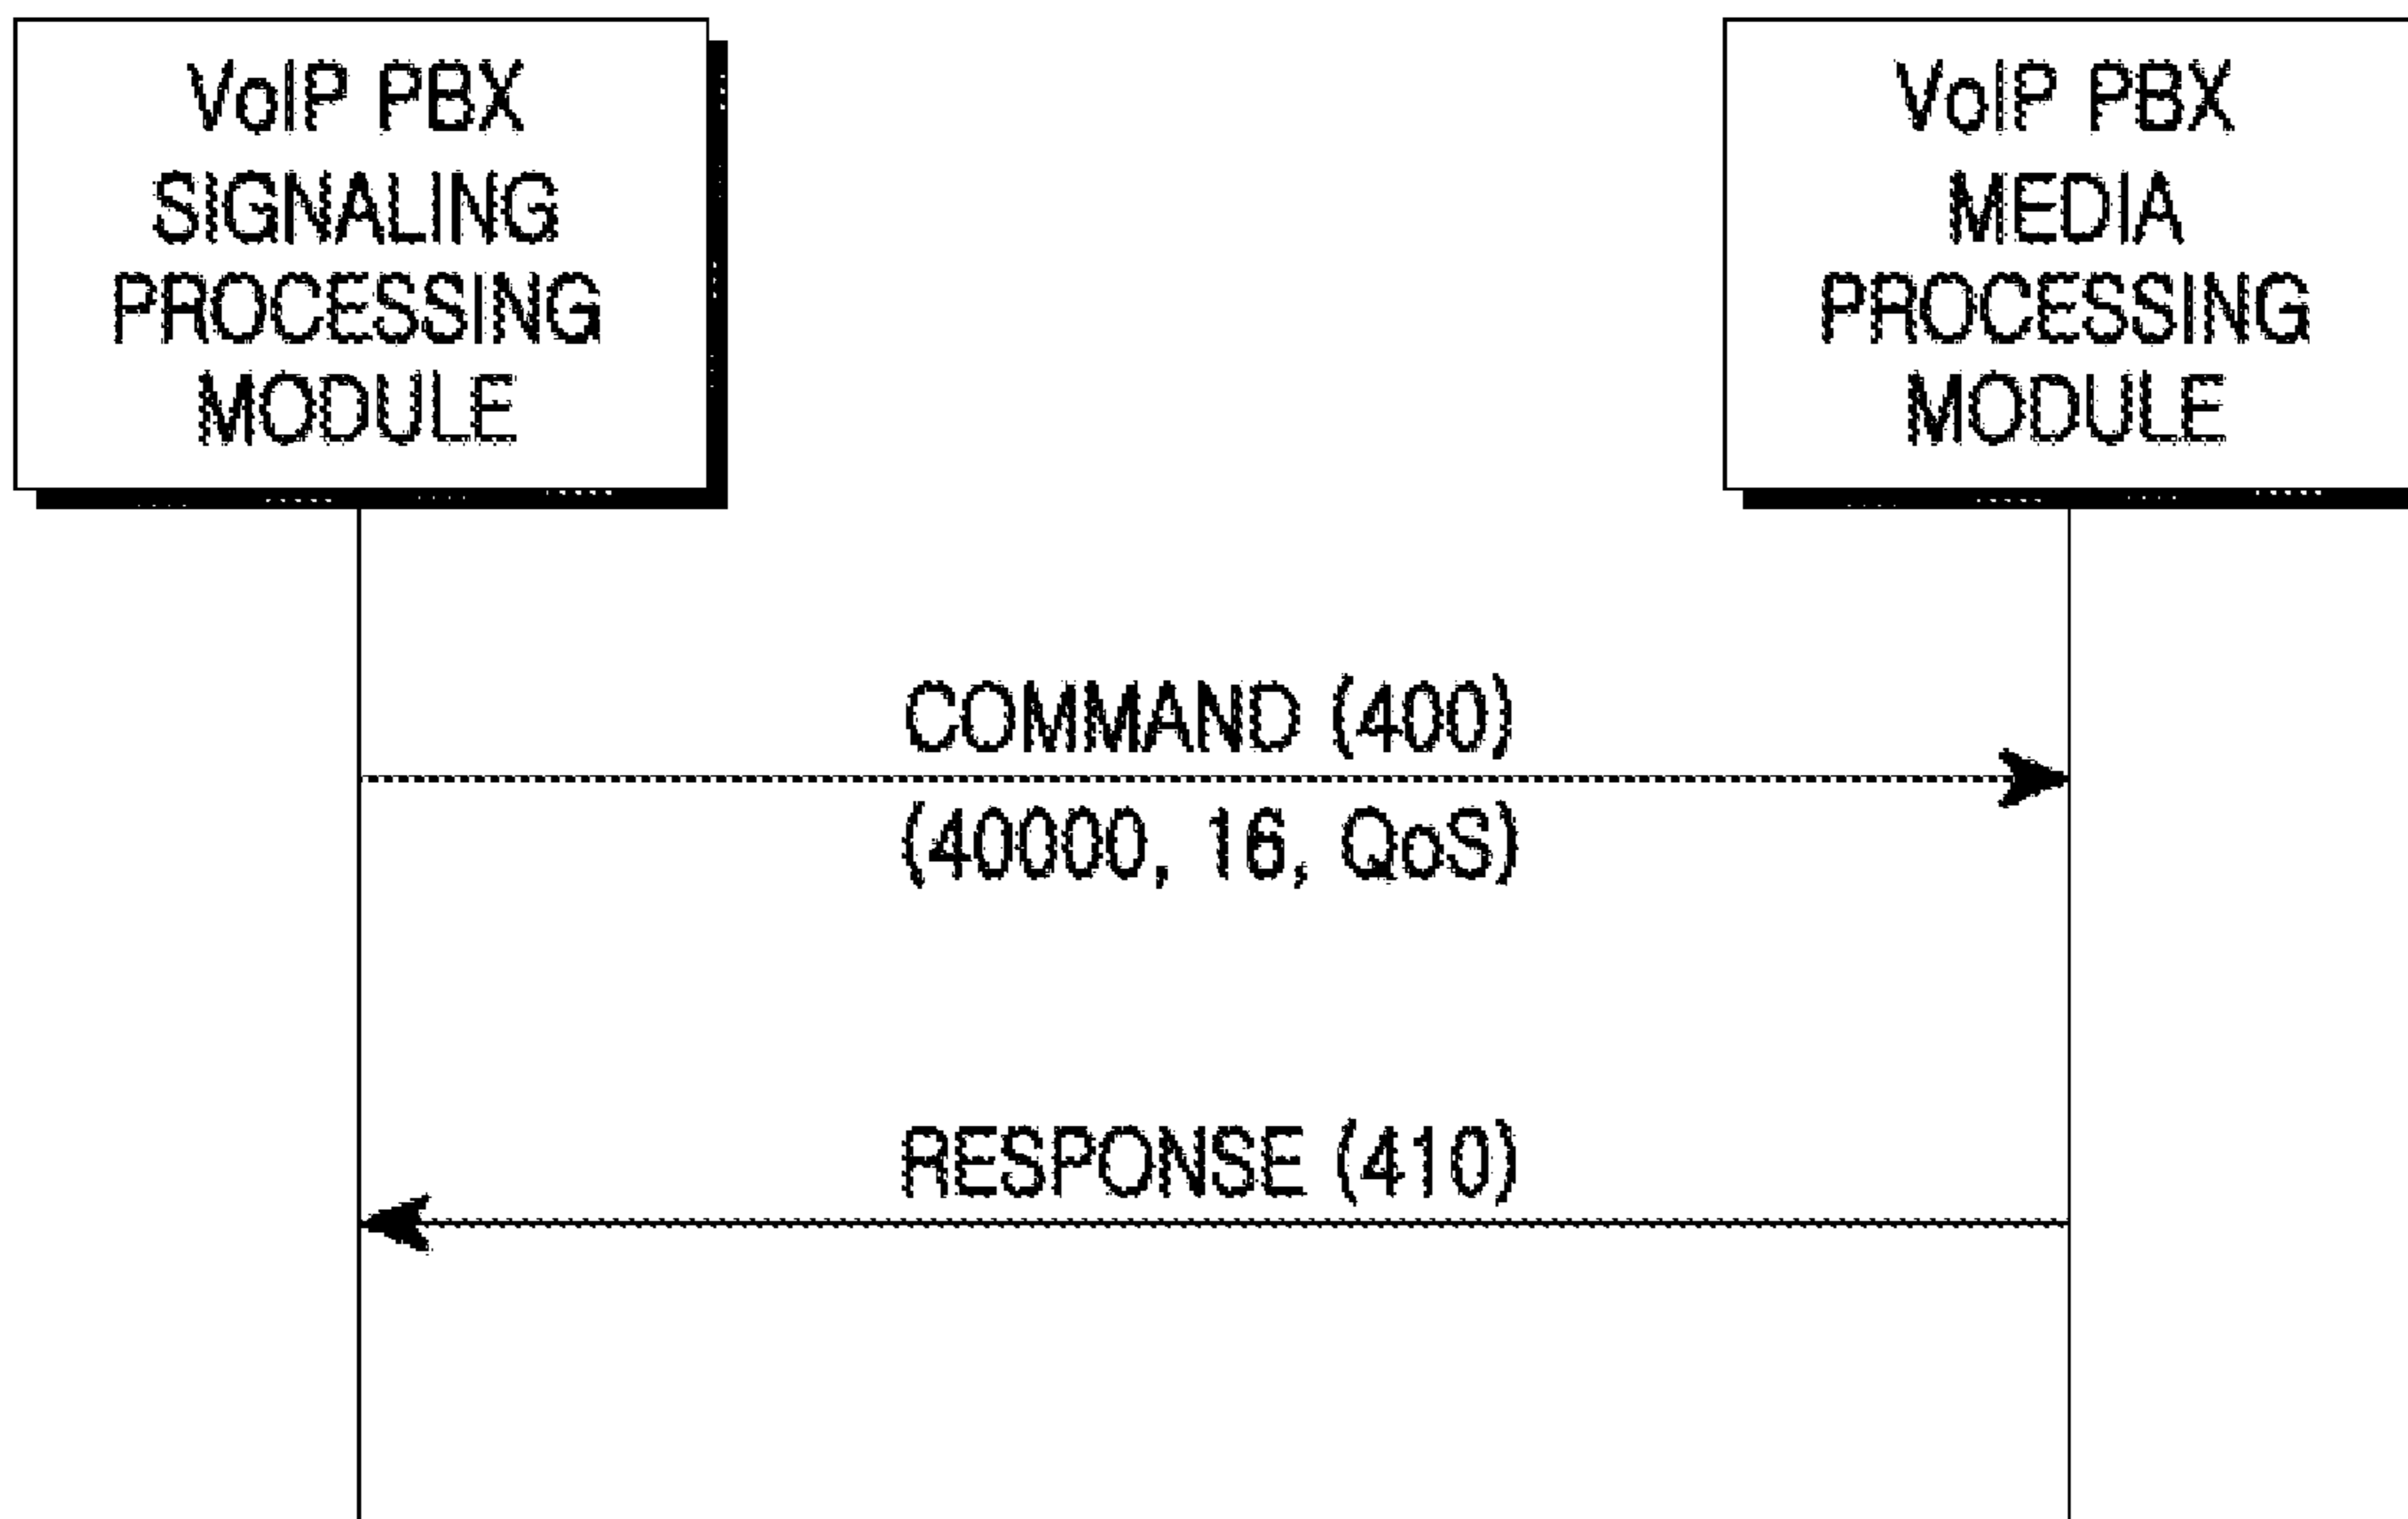 VoIP PBX
SIGNALING
PROCESSING
MODULE
VoIP PBX
MEDIA
PROCESSING
MODULE
COMMAND (400)
(40000, 16, QoS)
RESPONSE (410)